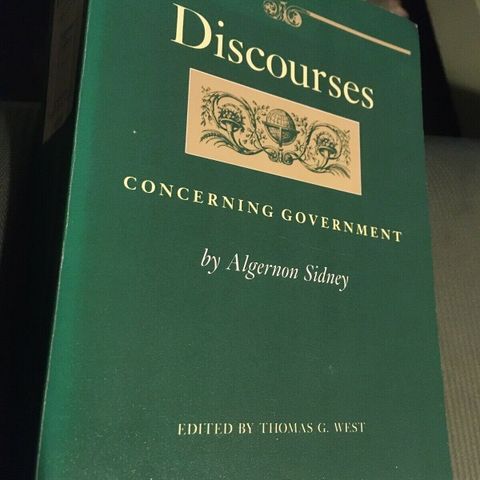 Discourses
CONCERNING GOVERNMENT
by Algernon Sidney
EDITED BY THOMAS G. WEST